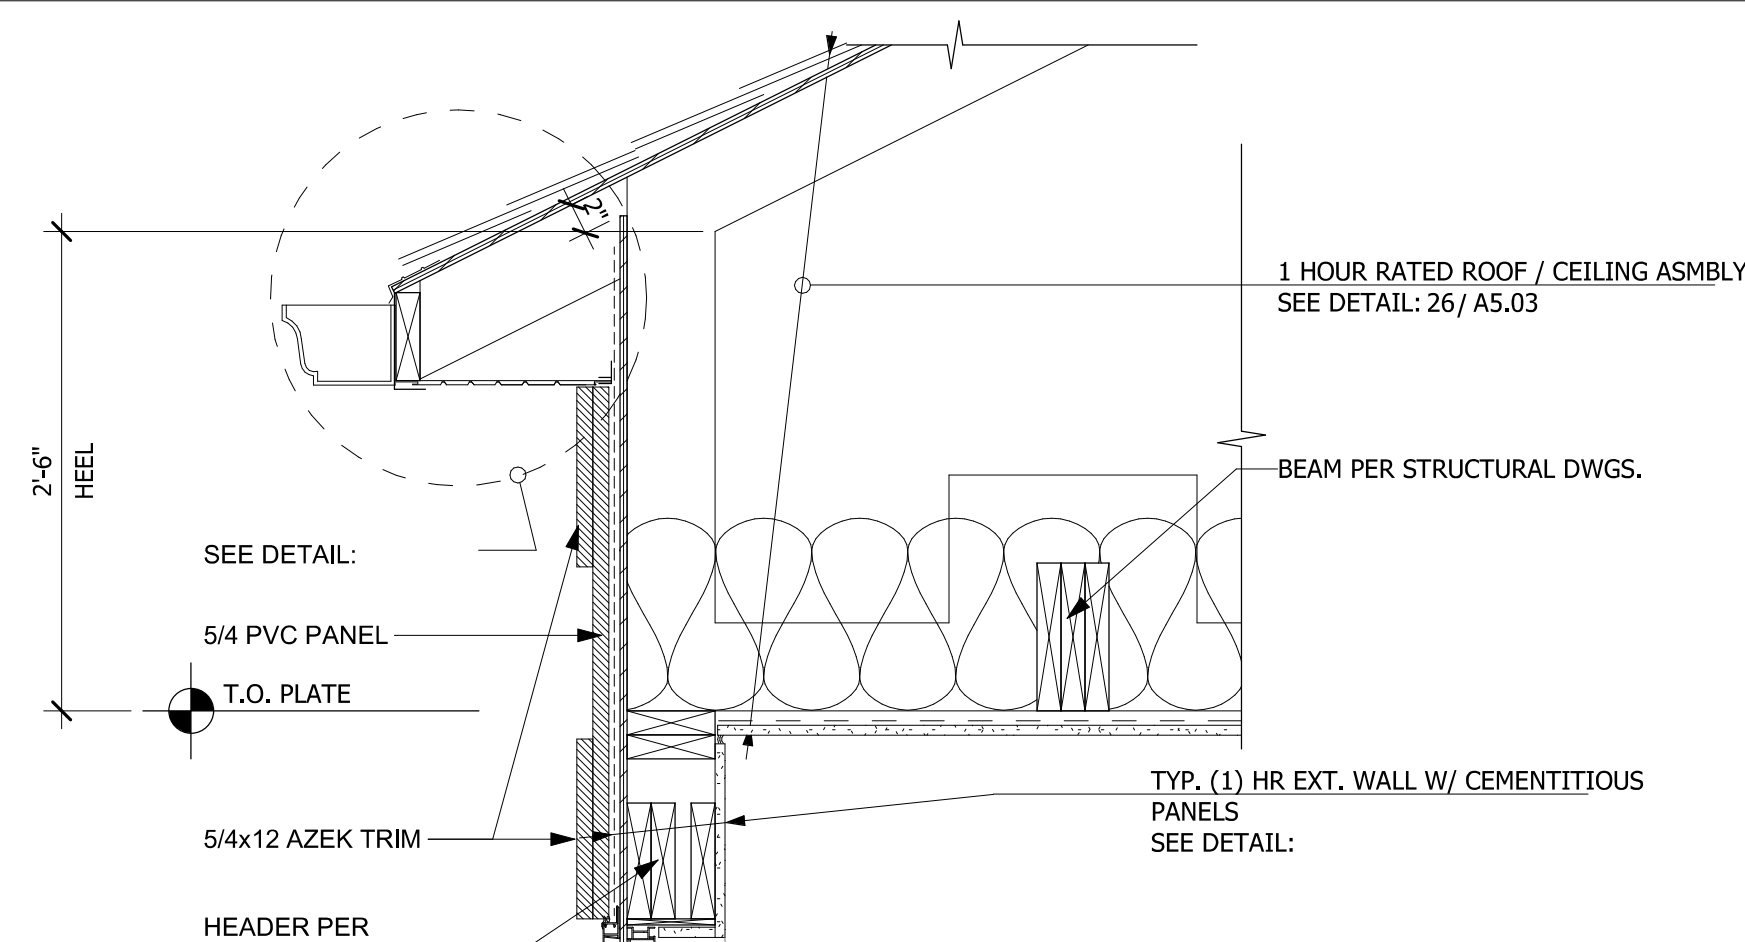 2"
1 HOUR RATED ROOF / CEILING ASMBLY
SEE DETAIL: 26/ A5.03
2'-6"
HEEL
BEAM PER STRUCTURAL DWGS.
SEE DETAIL:
5/4 PVC PANEL
T.O. PLATE
TYP. (1) HR EXT. WALL W/ CEMENTITIOUS
PANELS
SEE DETAIL:
5/4x12 AZEK TRIM
HEADER PER